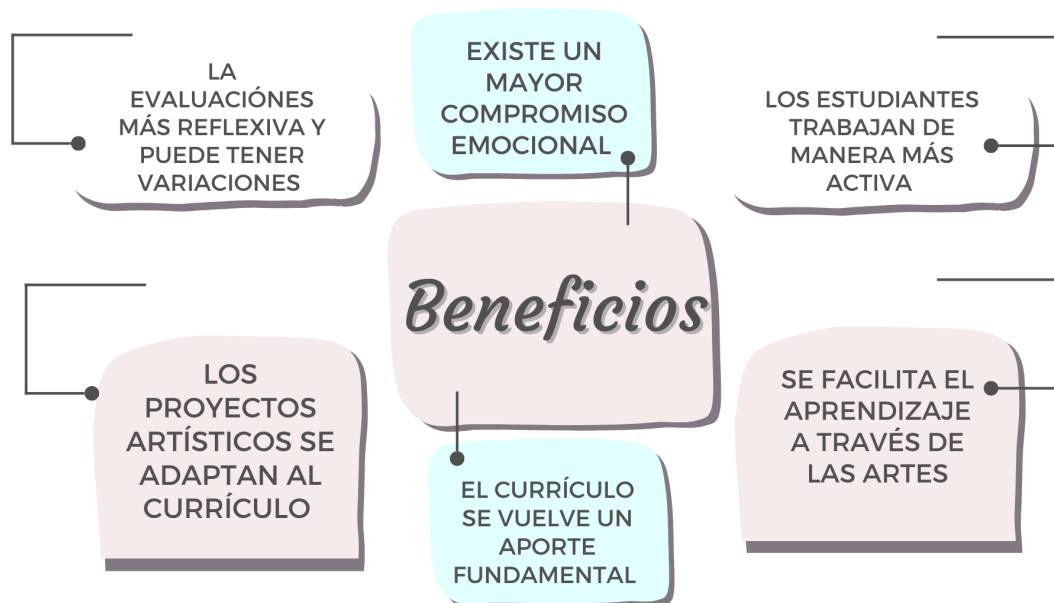 LA
EVALUACIÓNES
MÁS REFLEXIVA Y
PUEDE TENER
VARIACIONES
EXISTE UN
MAYOR
COMPROMISO
EMOCIONAL
LOS ESTUDIANTES
TRABAJAN DE
MANERA MÁS
ACTIVA
Beneficios
LOS
PROYECTOS
ARTÍSTICOS SE
ADAPTAN AL
CURRÍCULO
EL CURRÍCULO
SE VUELVE UN
APORTE
FUNDAMENTAL
SE FACILITA EL
APRENDIZAJE
A TRAVÉS DE
LAS ARTES